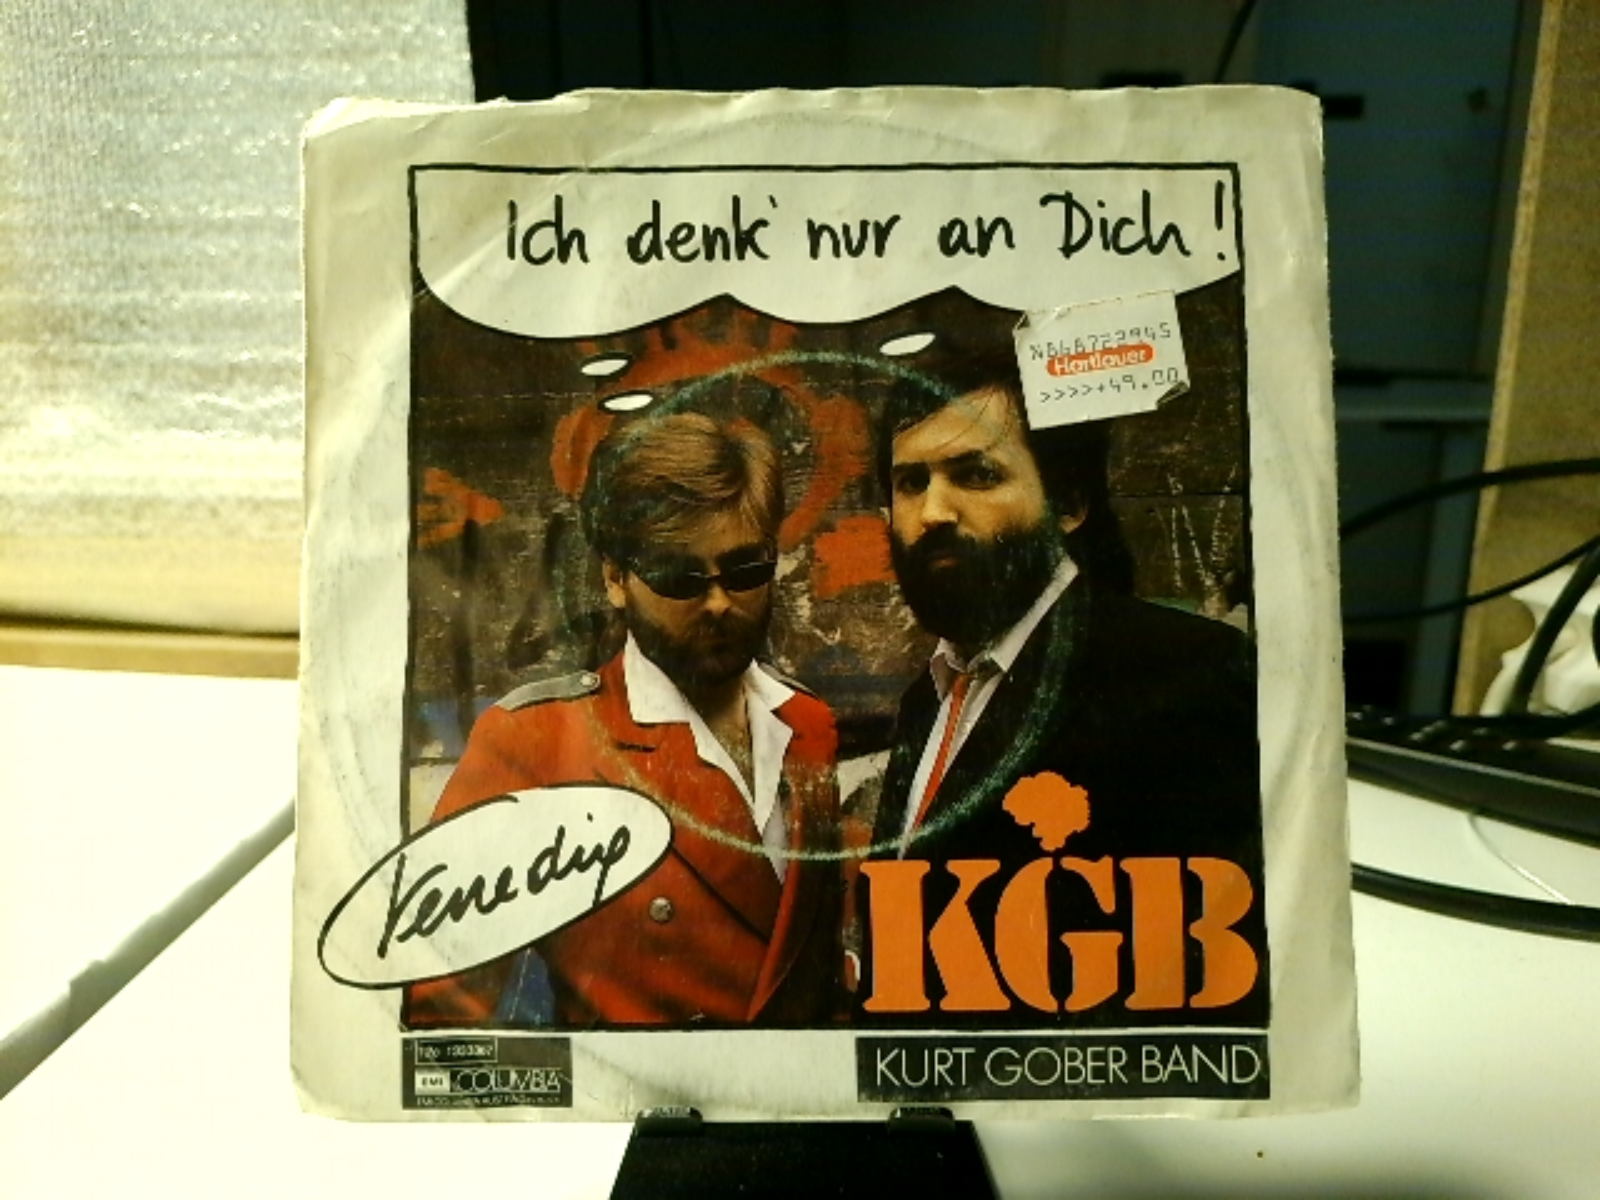 Ich denk' nur an Dich!
Hartlauer
>>>>+49.00
Venedig
KGB
EMI COLUMBIA
KURT GOBER BAND